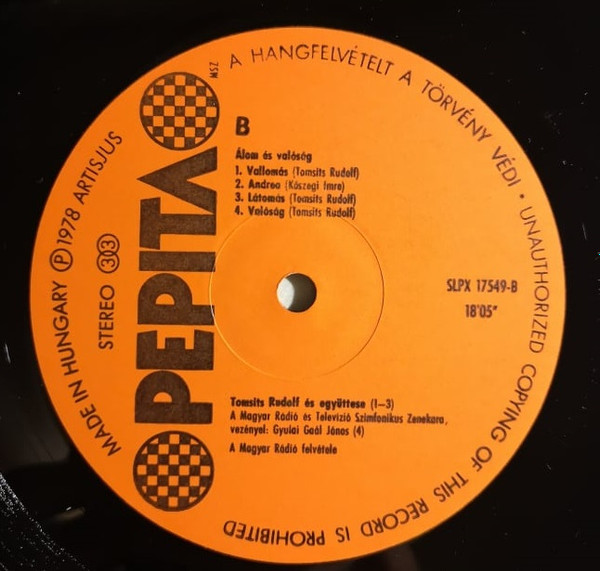 A HANGFELVÉTELT A TÖRVÉNY VÉDI • UNAUTHORIZED COPYING OF THIS RECORD IS PROHIBITED
MADE IN HUNGARY Ⓟ 1978 ARTISJUS
STEREO 33
PEPITA
MSZ
B
Álom és valóság
1. Vallomás (Tomsits Rudolf)
2. Andrea (Kőszegi Imre)
3. Látomás (Tomsits Rudolf)
4. Valóság (Tomsits Rudolf)
SLPX 17549-B
18'05"
Tomsits Rudolf és együttese (1—3)
A Magyar Rádió és Televízió Szimfonikus Zenekara,
vezényel: Gyulai Gaál János (4)
A Magyar Rádió felvétele